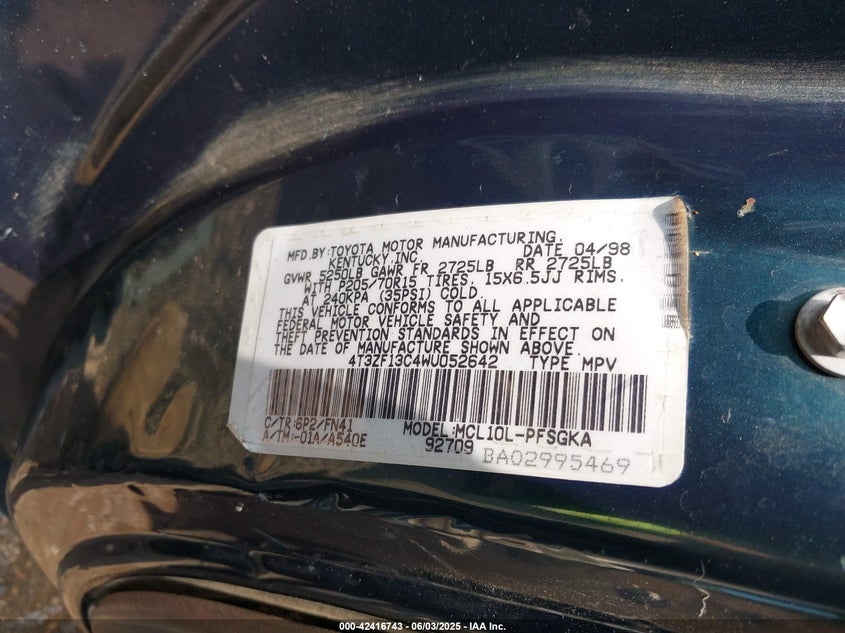 MFD.BY:TOYOTA MOTOR MANUFACTURING,
KENTUCKY,INC. DATE 04/98
GVWR 5250LB GAWR FR 2725LB RR 2725LB
WITH P205/70R15 TIRES, 15X6.5JJ RIMS.
AT 240KPA (35PSI) COLD.
THIS VEHICLE CONFORMS TO ALL APPLICABLE
FEDERAL MOTOR VEHICLE SAFETY AND
THEFT PREVENTION STANDARDS IN EFFECT ON
THE DATE OF MANUFACTURE SHOWN ABOVE.
4T3ZF13C4WU052642 TYPE MPV
C/TR:6P2/FN41 MODEL:MCL10L-PFSGKA
A/TM:-01A/A540E 92709 BA02995469
000-42416743 - 06/03/2025 - IAA Inc.